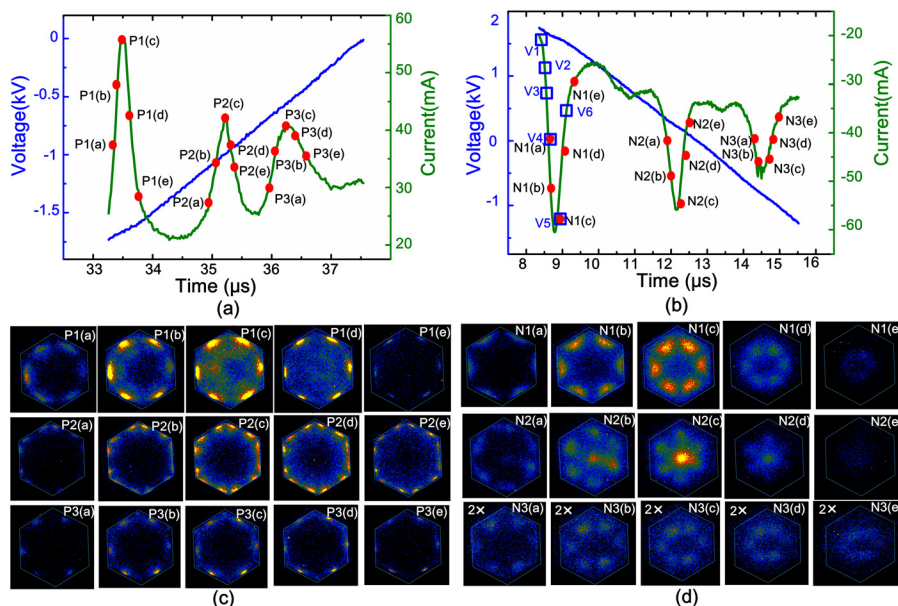 (a)
Voltage(kV)
0
-0.5
-1
-1.5
60
50
40
30
20
Current(mA)
P1(a)
P1(b)
P1(c)
P1(d)
P1(e)
P2(a)
P2(b)
P2(c)
P2(d)
P2(e)
P3(a)
P3(b)
P3(c)
P3(d)
P3(e)
33 34 35 36 37 38
Time (μs)
(a)
(b)
Voltage(kV)
2
1
0
-1
-20
-30
-40
-50
-60
Current(mA)
V1
V2
V3
V4
V5
V6
N1(a)
N1(b)
N1(c)
N1(d)
N1(e)
N2(a)
N2(b)
N2(c)
N2(d)
N2(e)
N3(a)
N3(b)
N3(c)
N3(d)
N3(e)
8 9 10 11 12 13 14 15 16
Time (μs)
(b)
P1(a) P1(b) P1(c) P1(d) P1(e)
P2(a) P2(b) P2(c) P2(d) P2(e)
P3(a) P3(b) P3(c) P3(d) P3(e)
(c)
N1(a) N1(b) N1(c) N1(d) N1(e)
N2(a) N2(b) N2(c) N2(d) N2(e)
2× N3(a) 2× N3(b) 2× N3(c) 2× N3(d) 2× N3(e)
(d)